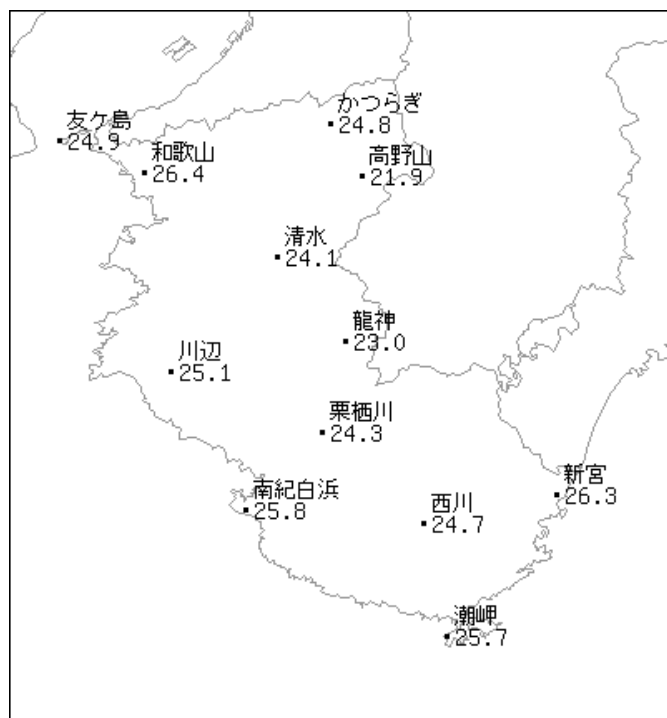 かつらぎ
24.8
友ケ島
24.9
和歌山
26.4
高野山
21.9
清水
24.1
龍神
23.0
川辺
25.1
栗栖川
24.3
南紀白浜
25.8
西川
24.7
新宮
26.3
潮岬
25.7